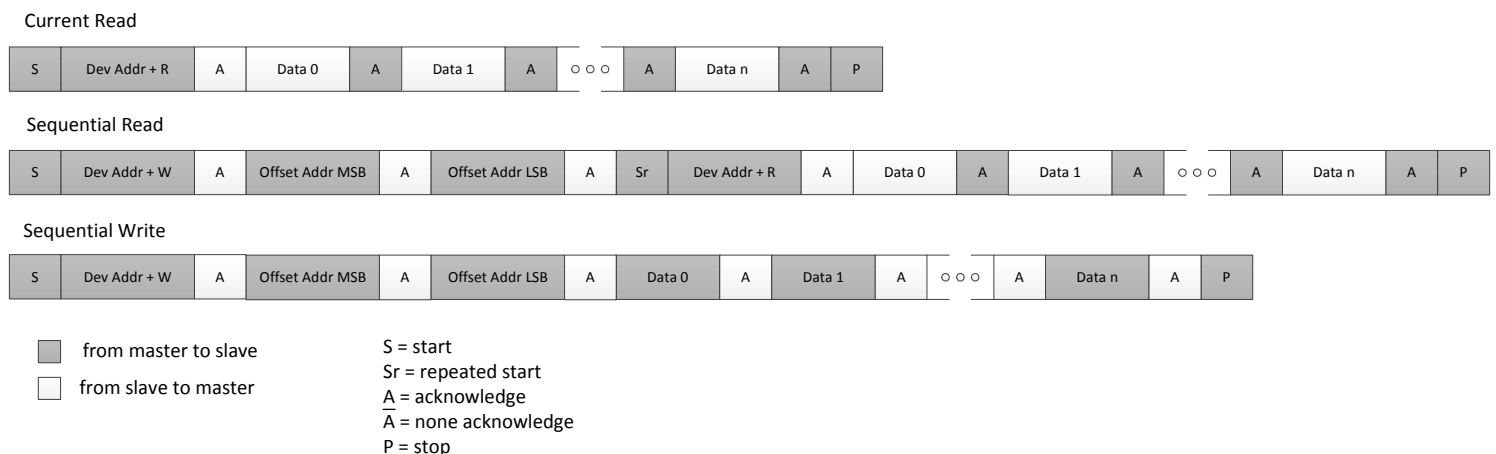 Current Read
S Dev Addr + R A Data 0 A Data 1 A ○ ○ ○ A Data n A P
Sequential Read
S Dev Addr + W A Offset Addr MSB A Offset Addr LSB A Sr Dev Addr + R A Data 0 A Data 1 A ○ ○ ○ A Data n A P
Sequential Write
S Dev Addr + W A Offset Addr MSB A Offset Addr LSB A Data 0 A Data 1 A ○ ○ ○ A Data n A P
from master to slave
from slave to master
S = start
Sr = repeated start
A = acknowledge
A̅ = none acknowledge
P = stop